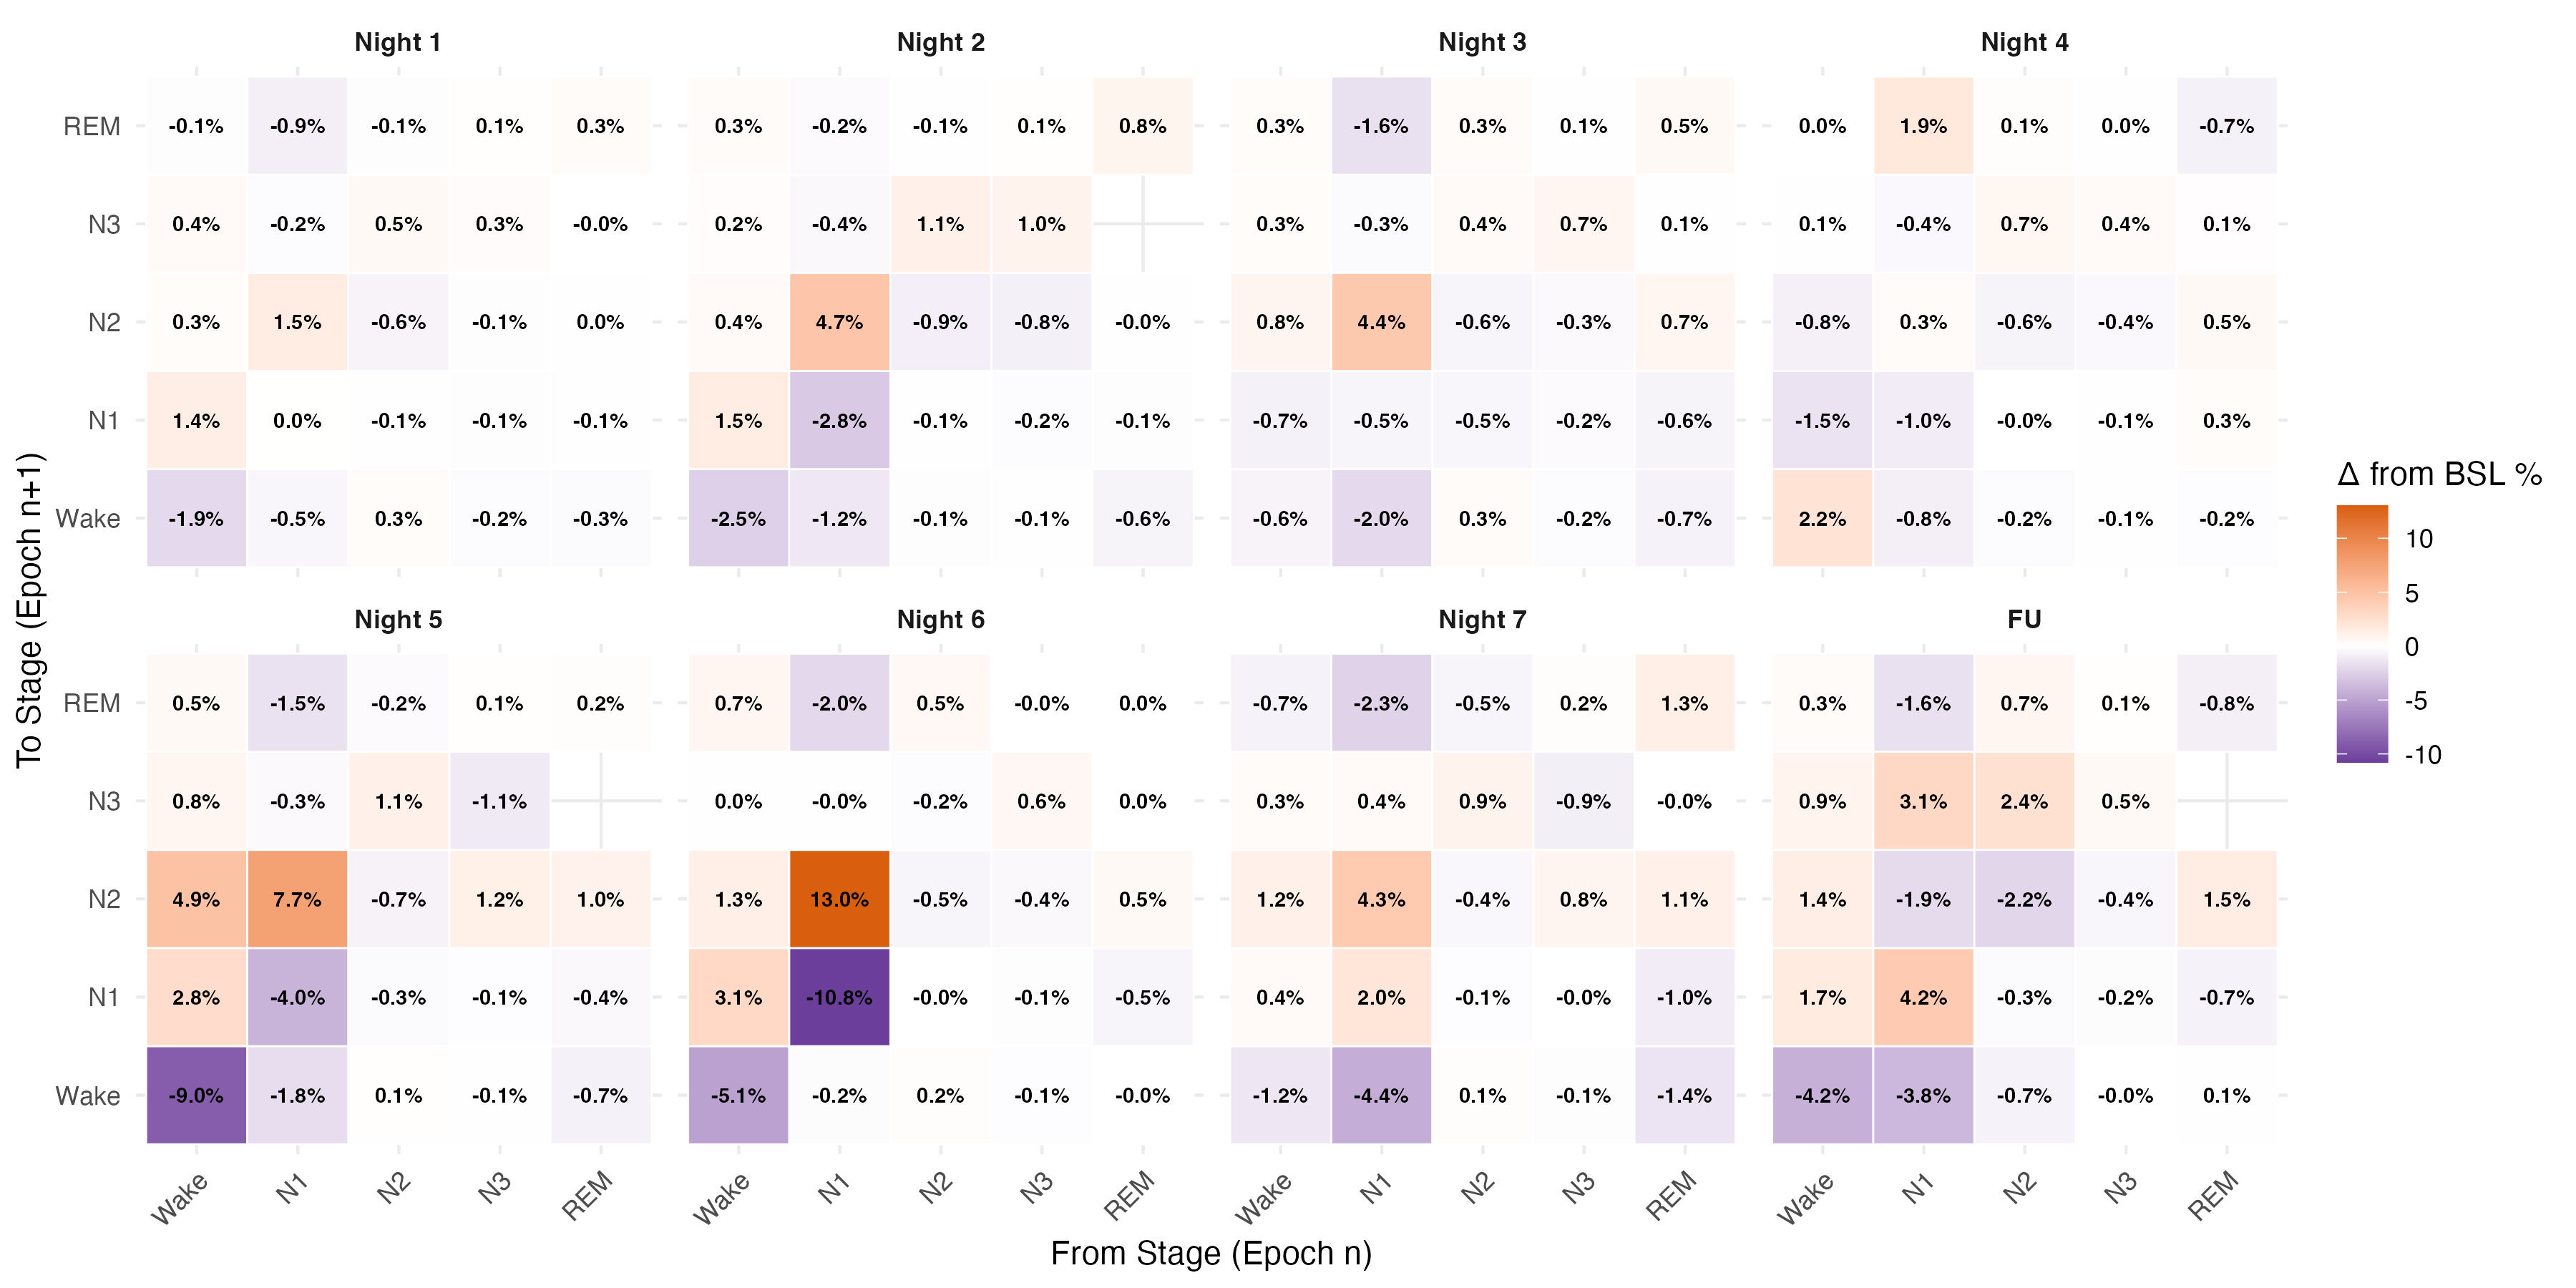 Night 1 Night 2 Night 3 Night 4
REM -0.1% -0.9% -0.1% 0.1% 0.3% 0.3% -0.2% -0.1% 0.1% 0.8% 0.3% -1.6% 0.3% 0.1% 0.5% 0.0% 1.9% 0.1% 0.0% -0.7%
N3 0.4% -0.2% 0.5% 0.3% -0.0% 0.2% -0.4% 1.1% 1.0% 0.3% -0.3% 0.4% 0.7% 0.1% 0.1% -0.4% 0.7% 0.4% 0.1%
N2 0.3% 1.5% -0.6% -0.1% 0.0% 0.4% 4.7% -0.9% -0.8% -0.0% 0.8% 4.4% -0.6% -0.3% 0.7% -0.8% 0.3% -0.6% -0.4% 0.5%
N1 1.4% 0.0% -0.1% -0.1% -0.1% 1.5% -2.8% -0.1% -0.2% -0.1% -0.7% -0.5% -0.5% -0.2% -0.6% -1.5% -1.0% -0.0% -0.1% 0.3%
Wake -1.9% -0.5% 0.3% -0.2% -0.3% -2.5% -1.2% -0.1% -0.1% -0.6% -0.6% -2.0% 0.3% -0.2% -0.7% 2.2% -0.8% -0.2% -0.1% -0.2%
Night 5 Night 6 Night 7 FU
REM 0.5% -1.5% -0.2% 0.1% 0.2% 0.7% -2.0% 0.5% -0.0% 0.0% -0.7% -2.3% -0.5% 0.2% 1.3% 0.3% -1.6% 0.7% 0.1% -0.8%
N3 0.8% -0.3% 1.1% -1.1% 0.0% -0.0% -0.2% 0.6% 0.0% 0.3% 0.4% 0.9% -0.9% -0.0% 0.9% 3.1% 2.4% 0.5%
N2 4.9% 7.7% -0.7% 1.2% 1.0% 1.3% 13.0% -0.5% -0.4% 0.5% 1.2% 4.3% -0.4% 0.8% 1.1% 1.4% -1.9% -2.2% -0.4% 1.5%
N1 2.8% -4.0% -0.3% -0.1% -0.4% 3.1% -10.8% -0.0% -0.1% -0.5% 0.4% 2.0% -0.1% -0.0% -1.0% 1.7% 4.2% -0.3% -0.2% -0.7%
Wake -9.0% -1.8% 0.1% -0.1% -0.7% -5.1% -0.2% 0.2% -0.1% -0.0% -1.2% -4.4% 0.1% -0.1% -1.4% -4.2% -3.8% -0.7% -0.0% 0.1%
Wake N1 N2 N3 REM Wake N1 N2 N3 REM Wake N1 N2 N3 REM Wake N1 N2 N3 REM
From Stage (Epoch n)
To Stage (Epoch n+1)
Δ from BSL %
10
5
0
-5
-10